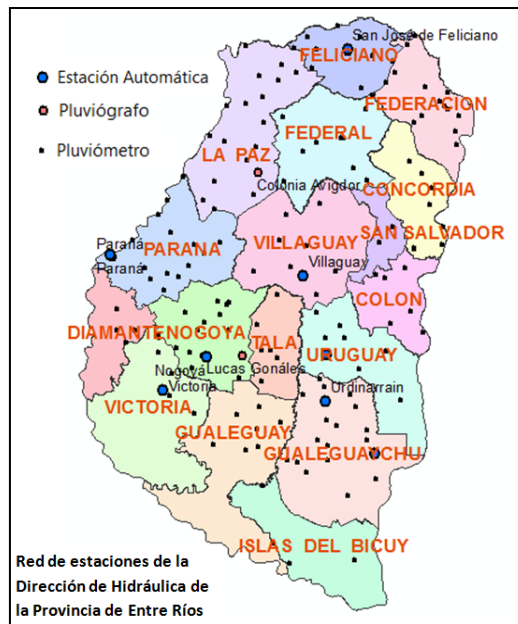 San José de Feliciano
FELICIANO
Estación Automática
Pluviógrafo
Pluviómetro
FEDERACION
FEDERAL
LA PAZ
Colonia Avigdor
CONCORDIA
SAN SALVADOR
Paraná
PARANA
Paraná
VILLAGUAY
Villaguay
COLON
DIAMANTE
NOGOYA
TALA
URUGUAY
Nogoyá
Lucas Gonáles
Victoria
VICTORIA
Urdinarrain
GUALEGUAY
GUALEGUAYCHU
ISLAS DEL BICUY
Red de estaciones de la
Dirección de Hidráulica de
la Provincia de Entre Ríos